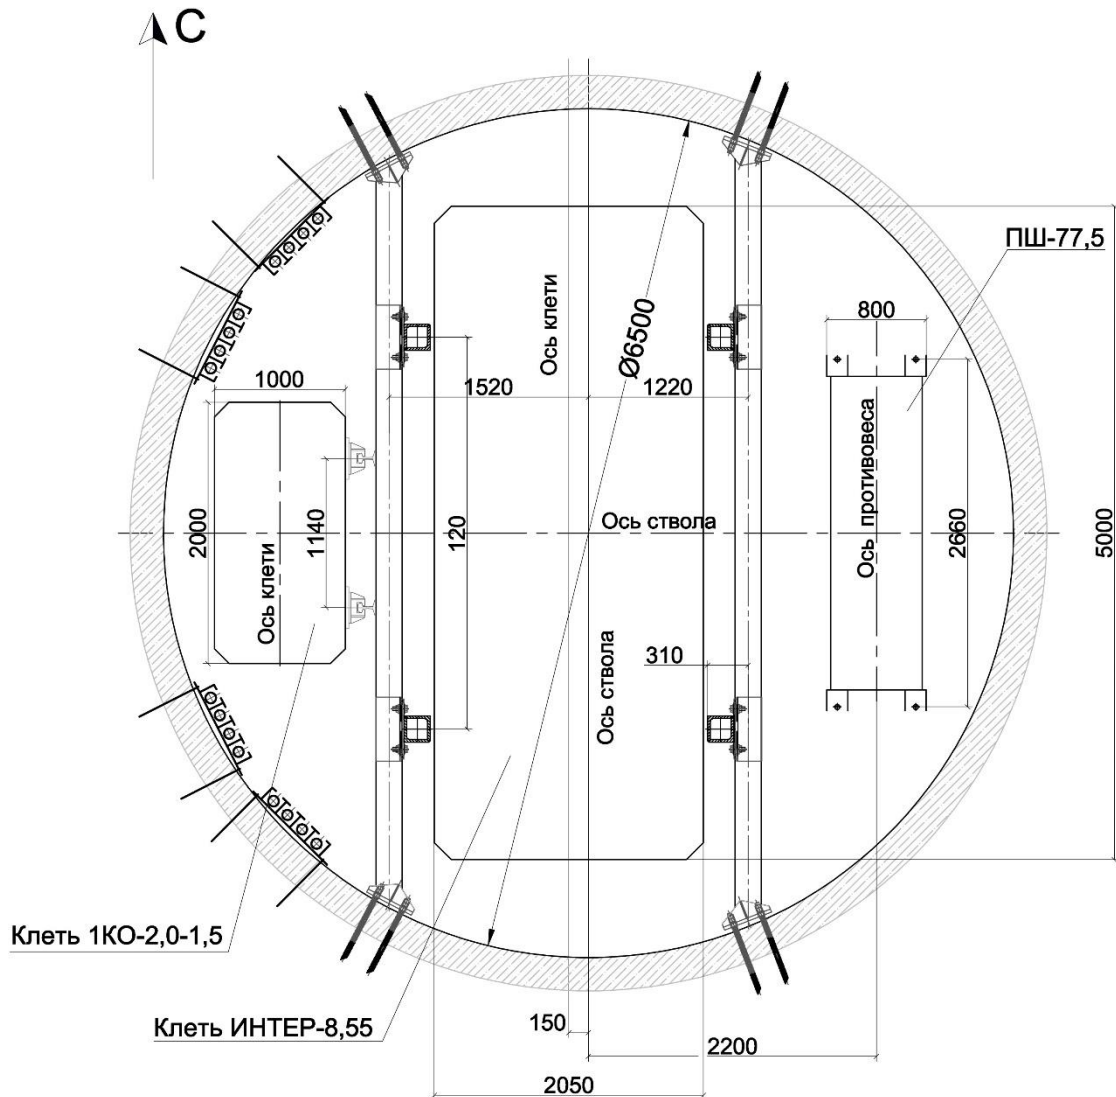 С
ПШ-77,5
Ось клети
Ø6500
800
1000
1520
1220
2000
Ось клети
1140
120
Ось ствола
Ось противовеса
2660
5000
310
Ось ствола
Клеть 1КО-2,0-1,5
Клеть ИНТЕР-8,55
150
2200
2050